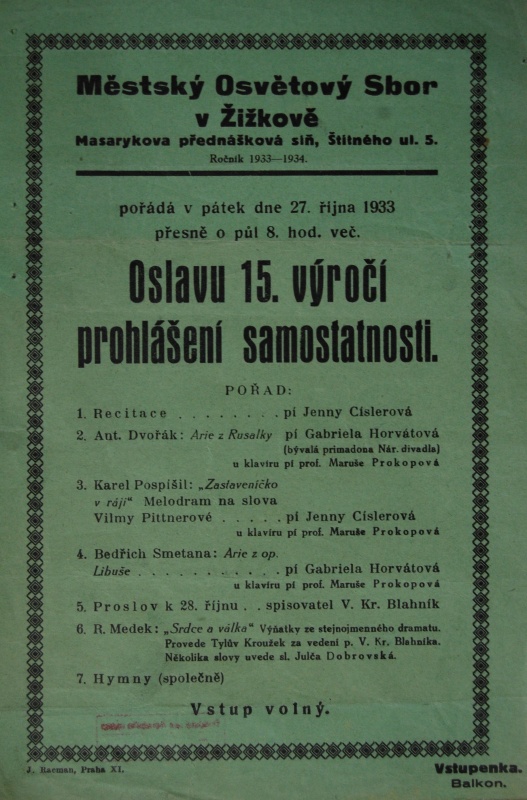 Městský Osvětový Sbor
v Žižkově
Masarykova přednášková síň, Štítného ul. 5.
Ročník 1933—1934.
pořádá v pátek dne 27. října 1933
přesně o půl 8. hod. več.
Oslavu 15. výročí
prohlášení samostatnosti.
POŘAD:
1. Recitace . . . . . . . . pí Jenny Císlerová
2. Ant. Dvořák: Arie z Rusalky pí Gabriela Horvátová
(bývalá primadona Nár. divadla)
u klavíru pí prof. Maruše Prokopová
3. Karel Pospíšil: „Zastaveníčko
v ráji“ Melodram na slova
Vilmy Pittnerové . . . . . pí Jenny Císlerová
u klavíru pí prof. Maruše Prokopová
4. Bedřich Smetana: Arie z op.
Libuše . . . . . . . . . . . pí Gabriela Horvátová
u klavíru pí prof. Maruše Prokopová
5. Proslov k 28. říjnu . . spisovatel V. Kr. Blahník
6. R. Medek: „Srdce a válka“ Výňatky ze stejnojmenného dramatu.
Provede Tylův Kroužek za vedení p. V. Kr. Blahníka.
Několika slovy uvede sl. Julča Dobrovská.
7. Hymny (společně)
Vstup volný.
J. Racman, Praha XI.
Vstupenka.
Balkon.